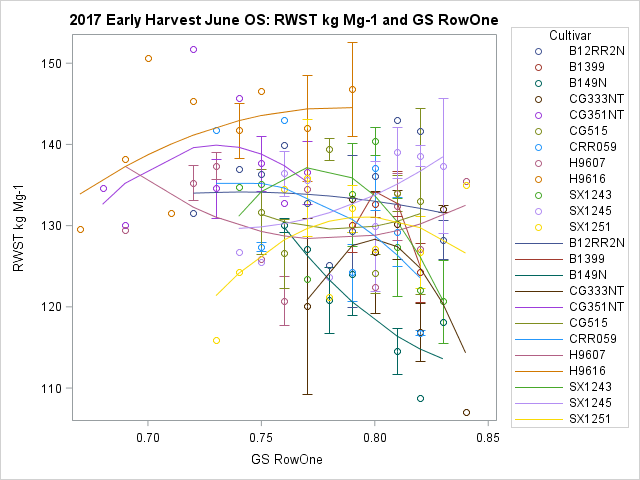 2017 Early Harvest June OS: RWST kg Mg-1 and GS RowOne
Cultivar
B12RR2N
B1399
B149N
CG333NT
CG351NT
CG515
CRR059
H9607
H9616
SX1243
SX1245
SX1251
B12RR2N
B1399
B149N
CG333NT
CG351NT
CG515
CRR059
H9607
H9616
SX1243
SX1245
SX1251
RWST kg Mg-1
150
140
130
120
110
0.70
0.75
0.80
0.85
GS RowOne